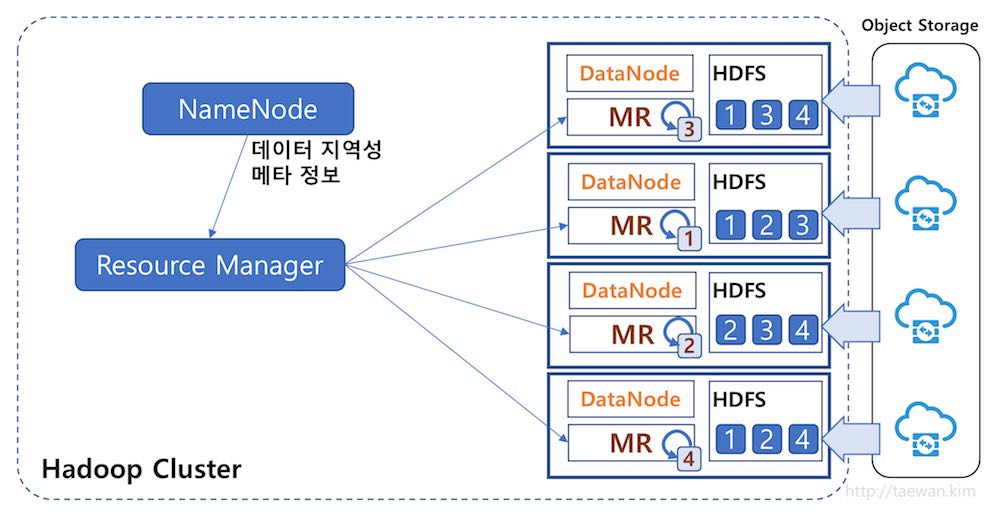 Object Storage
NameNode
데이터 지역성
메타 정보
Resource Manager
DataNode
HDFS
MR
3
1 3 4
DataNode
HDFS
MR
1
1 2 3
DataNode
HDFS
MR
2
2 3 4
DataNode
HDFS
MR
4
1 2 4
Hadoop Cluster
http://taewan.kim